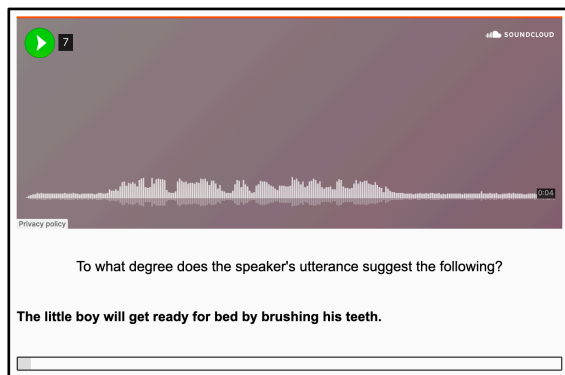 7
SOUNDCLOUD
0:04
Privacy policy
To what degree does the speaker's utterance suggest the following?
The little boy will get ready for bed by brushing his teeth.